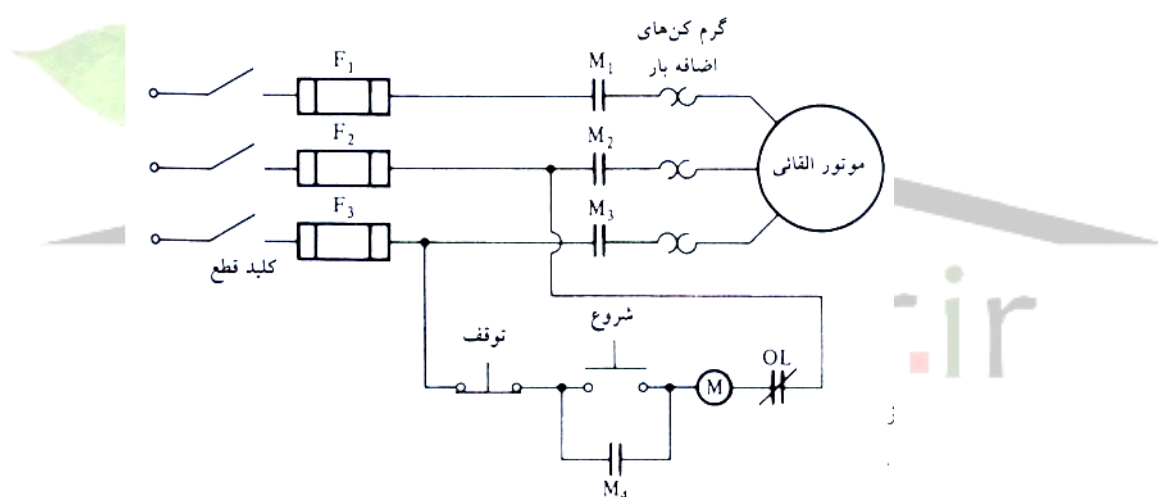 گرم کن‌های
اضافه بار
F₁
M₁
F₂
M₂
موتور القائی
F₃
M₃
کلید قطع
شروع
توقف
.ir
OL
M
M₄